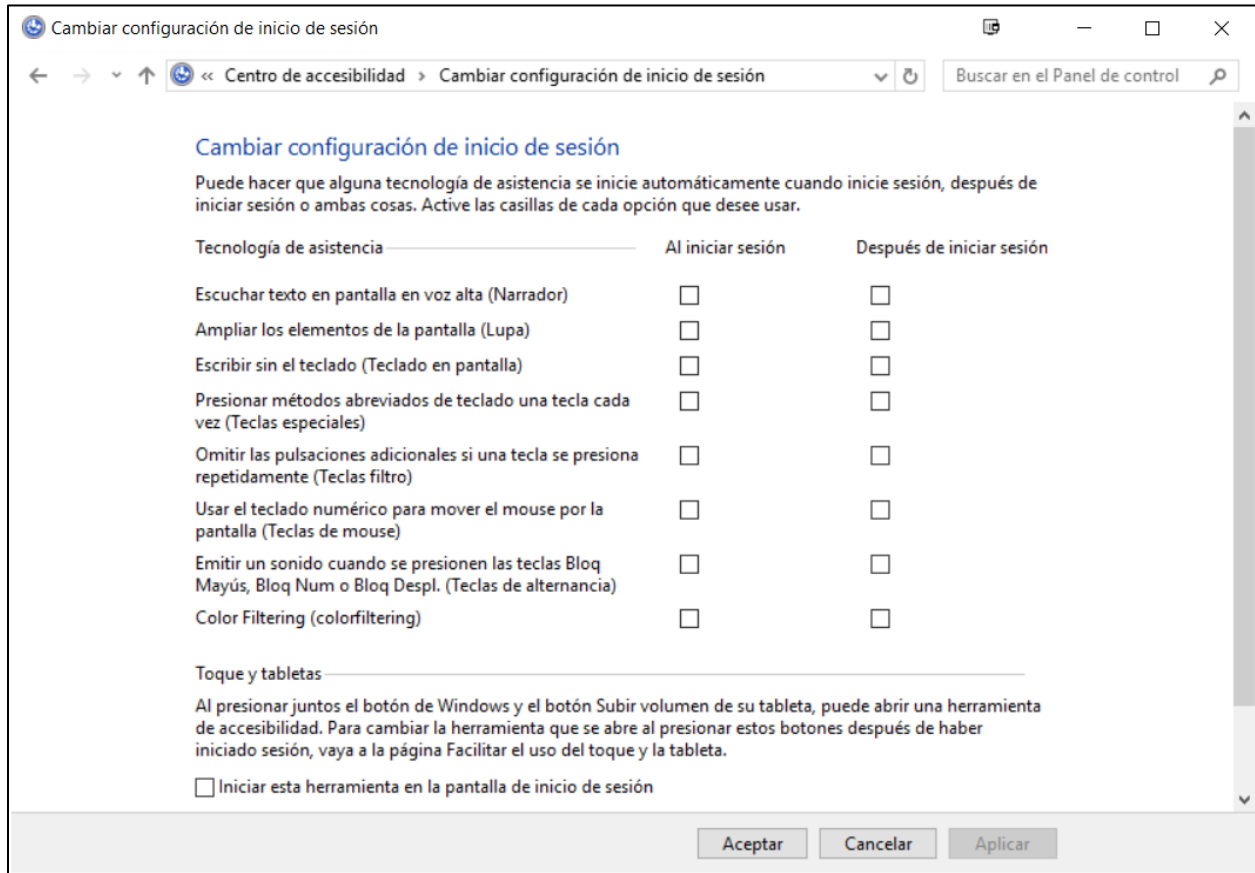 Cambiar configuración de inicio de sesión
« Centro de accesibilidad › Cambiar configuración de inicio de sesión
Buscar en el Panel de control
Cambiar configuración de inicio de sesión
Puede hacer que alguna tecnología de asistencia se inicie automáticamente cuando inicie sesión, después de
iniciar sesión o ambas cosas. Active las casillas de cada opción que desee usar.
Tecnología de asistencia Al iniciar sesión Después de iniciar sesión
Escuchar texto en pantalla en voz alta (Narrador)
Ampliar los elementos de la pantalla (Lupa)
Escribir sin el teclado (Teclado en pantalla)
Presionar métodos abreviados de teclado una tecla cada
vez (Teclas especiales)
Omitir las pulsaciones adicionales si una tecla se presiona
repetidamente (Teclas filtro)
Usar el teclado numérico para mover el mouse por la
pantalla (Teclas de mouse)
Emitir un sonido cuando se presionen las teclas Bloq
Mayús, Bloq Num o Bloq Despl. (Teclas de alternancia)
Color Filtering (colorfiltering)
Toque y tabletas
Al presionar juntos el botón de Windows y el botón Subir volumen de su tableta, puede abrir una herramienta
de accesibilidad. Para cambiar la herramienta que se abre al presionar estos botones después de haber
iniciado sesión, vaya a la página Facilitar el uso del toque y la tableta.
Iniciar esta herramienta en la pantalla de inicio de sesión
Aceptar Cancelar Aplicar